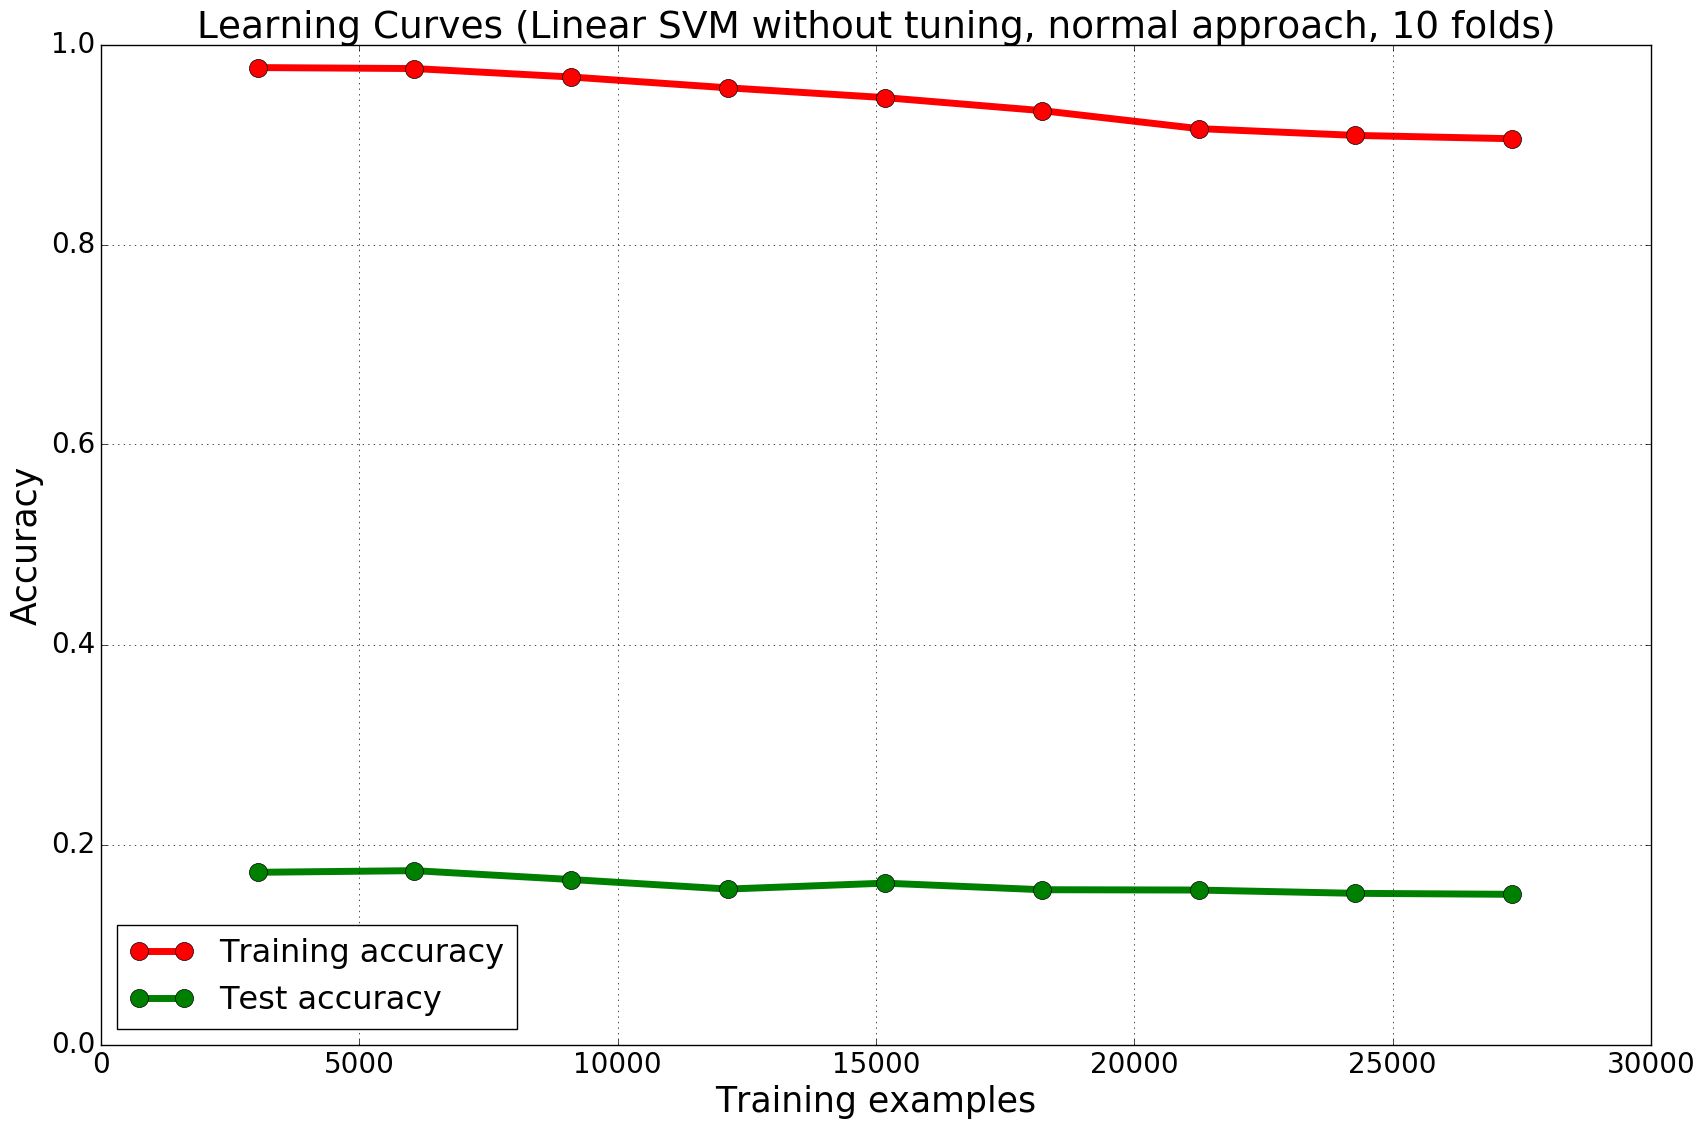 Learning Curves (Linear SVM without tuning, normal approach, 10 folds)
1.0
0.8
0.6
0.4
0.2
0.0
Accuracy
Training accuracy
Test accuracy
0 5000 10000 15000 20000 25000 30000
Training examples